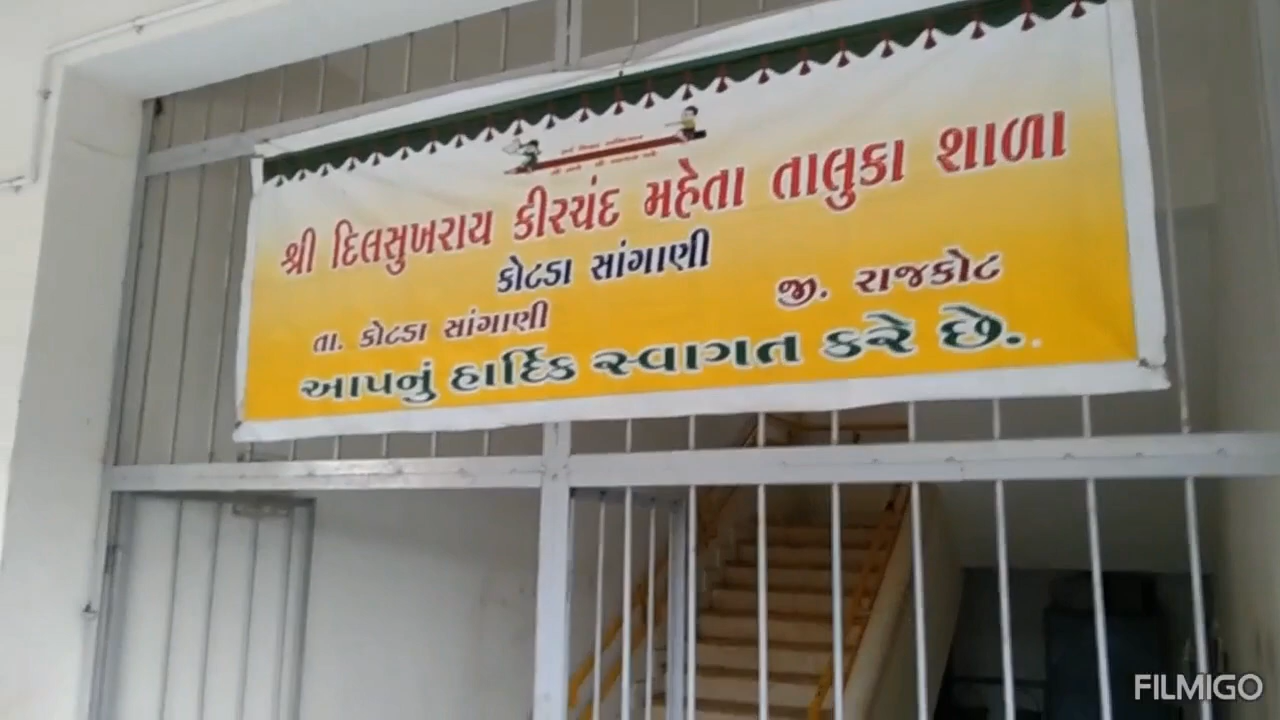 શ્રી દિલસુખરાય કીરચંદ મહેતા તાલુકા શાળા
કોટડા સાંગાણી
તા. કોટડા સાંગાણી જી. રાજકોટ
આપનું હાર્દિક સ્વાગત કરે છે.
FILMIGO